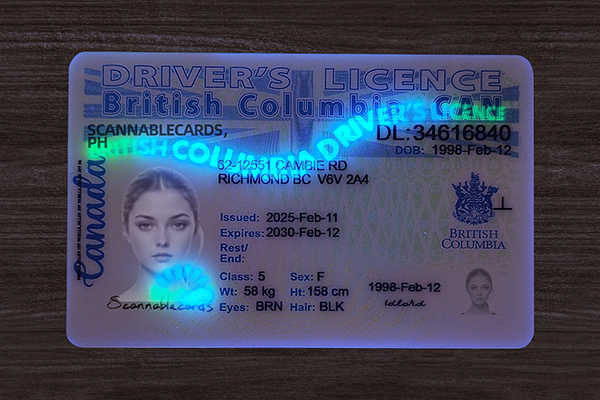 DRIVER'S LICENCE
British Columbia CAN
SCANNABLECARDS,
PH
DL:34616840
DOB: 1998-Feb-12
BRITISH COLUMBIA DRIVER'S LICENCE
62-12551 CAMBIE RD
RICHMOND BC V6V 2A4
Canada
Issued: 2025-Feb-11
Expires: 2030-Feb-12
Rest/
End:
Class: 5 Sex: F
Wt: 58 kg Ht: 158 cm
Eyes: BRN Hair: BLK
Scannablecards
BRITISH
COLUMBIA
1998-Feb-12
idlord